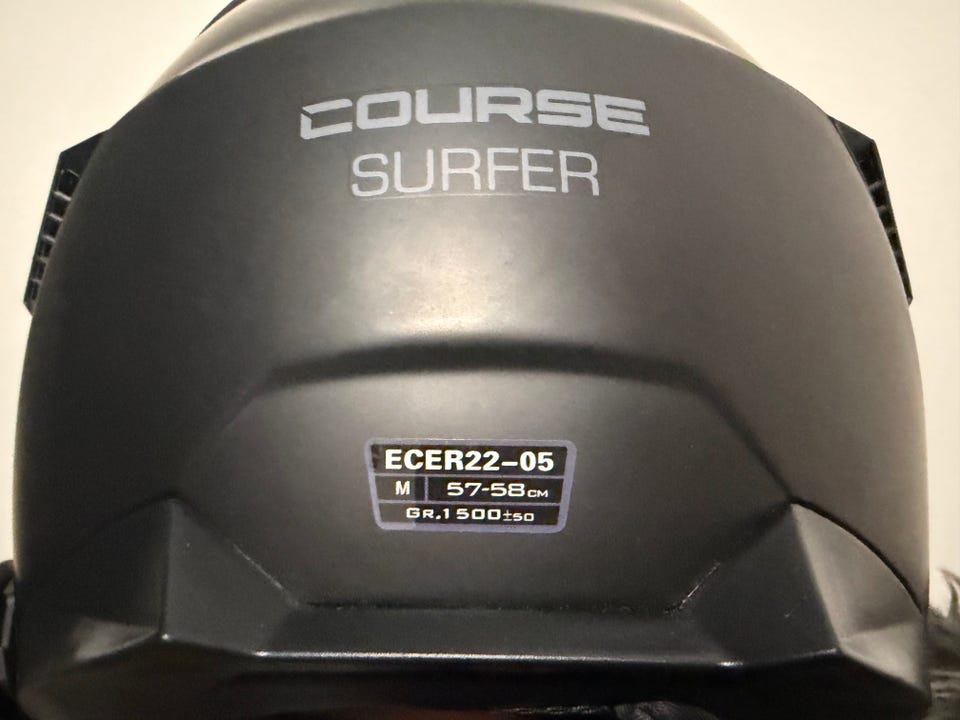 COURSE
SURFER
ECER22-05
M 57-58CM
GR.1500±50